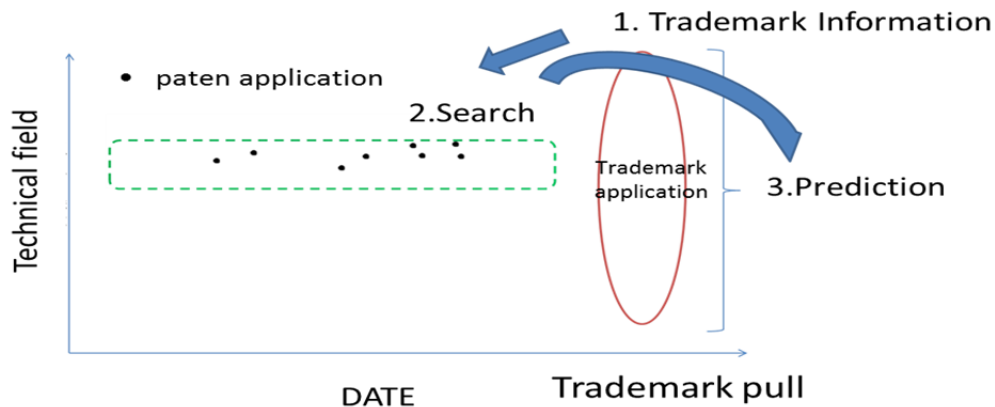 1. Trademark Information
paten application
2.Search
Technical field
Trademark
application
3.Prediction
DATE
Trademark pull